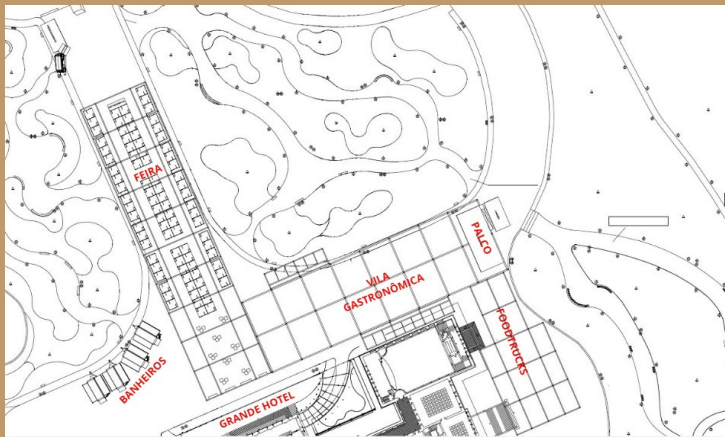 FEIRA
PALCO
VILA
GASTRONÔMICA
FOODTRUCKS
BANHEIROS
GRANDE HOTEL